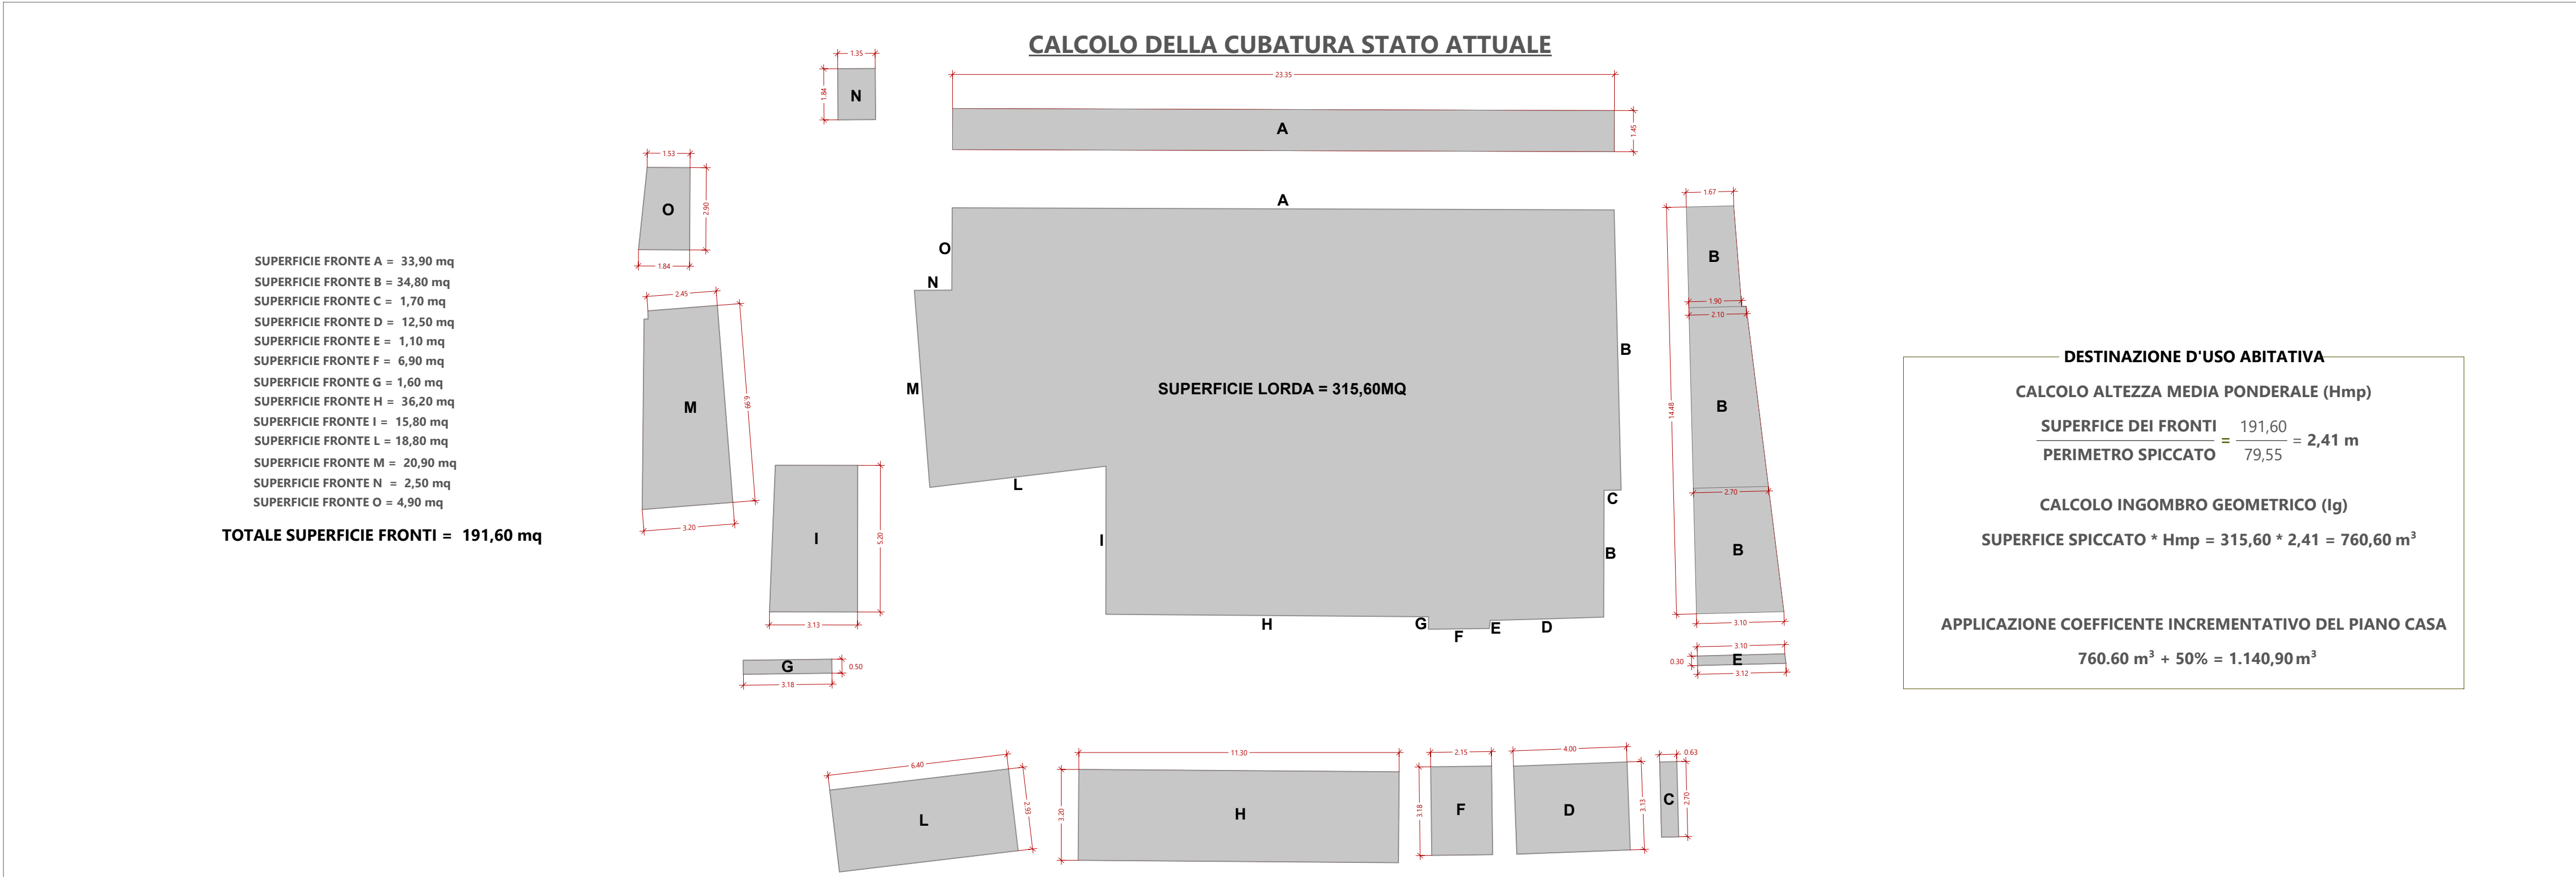 CALCOLO DELLA CUBATURA STATO ATTUALE
1.35
1.84
N
23.35
A
1.45
1.53
O
2.90
1.84
2.45
M
6.99
3.20
I
5.20
3.13
G
0.50
3.18
A
O
N
M
L
I
H
G
F
E
D
B
C
B
SUPERFICIE LORDA = 315,60MQ
1.67
B
14.48
1.90
2.10
B
2.70
B
3.10
3.10
0.30
E
3.12
6.40
L
2.93
11.30
3.20
H
2.15
3.18
F
4.00
D
3.13
0.63
C
2.70
SUPERFICIE FRONTE A = 33,90 mq
SUPERFICIE FRONTE B = 34,80 mq
SUPERFICIE FRONTE C = 1,70 mq
SUPERFICIE FRONTE D = 12,50 mq
SUPERFICIE FRONTE E = 1,10 mq
SUPERFICIE FRONTE F = 6,90 mq
SUPERFICIE FRONTE G = 1,60 mq
SUPERFICIE FRONTE H = 36,20 mq
SUPERFICIE FRONTE I = 15,80 mq
SUPERFICIE FRONTE L = 18,80 mq
SUPERFICIE FRONTE M = 20,90 mq
SUPERFICIE FRONTE N = 2,50 mq
SUPERFICIE FRONTE O = 4,90 mq
TOTALE SUPERFICIE FRONTI = 191,60 mq
DESTINAZIONE D'USO ABITATIVA
CALCOLO ALTEZZA MEDIA PONDERALE (Hmp)
SUPERFICE DEI FRONTI = 191,60 = 2,41 m
PERIMETRO SPICCATO 79,55
CALCOLO INGOMBRO GEOMETRICO (Ig)
SUPERFICE SPICCATO * Hmp = 315,60 * 2,41 = 760,60 m³
APPLICAZIONE COEFFICENTE INCREMENTATIVO DEL PIANO CASA
760.60 m³ + 50% = 1.140,90 m³